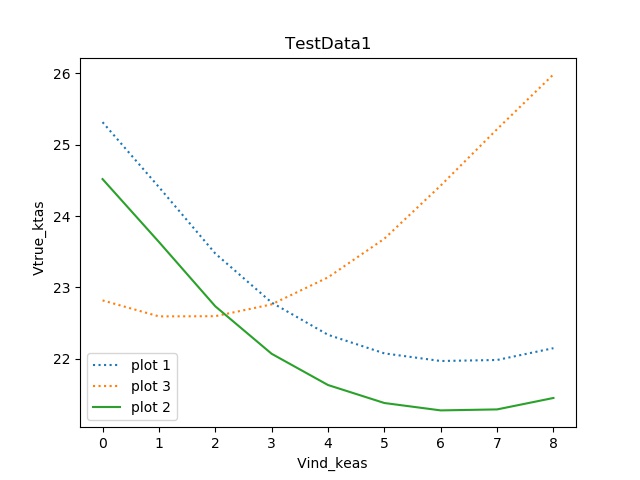 TestData1
26
25
24
23
22
Vtrue_ktas
plot 1
plot 3
plot 2
0 1 2 3 4 5 6 7 8
Vind_keas